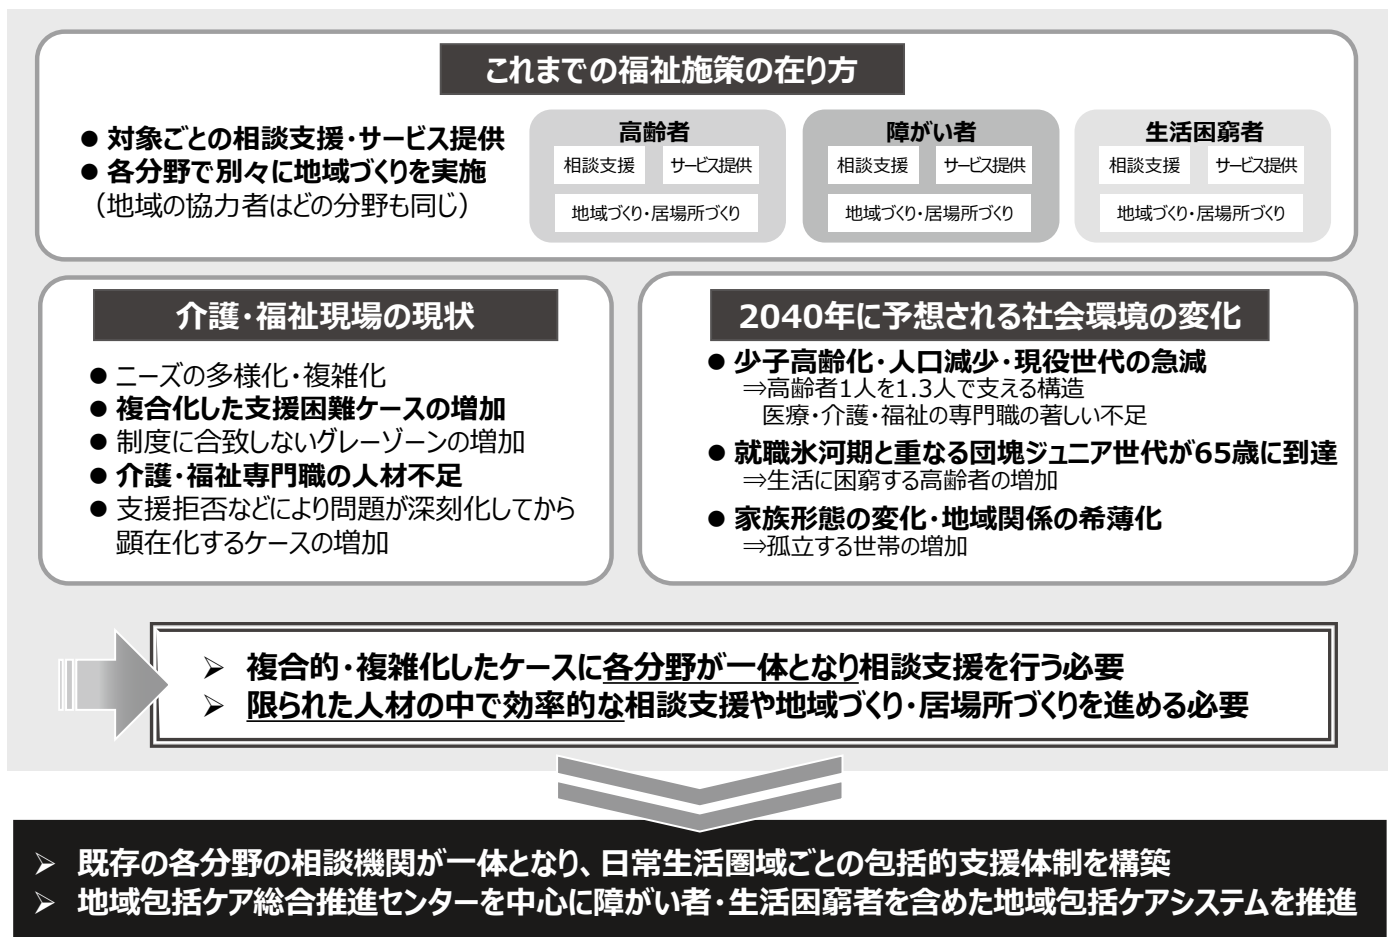 これまでの福祉施策の在り方
● 対象ごとの相談支援・サービス提供
● 各分野で別々に地域づくりを実施
（地域の協力者はどの分野も同じ）
高齢者
相談支援 サービス提供
地域づくり・居場所づくり
障がい者
相談支援 サービス提供
地域づくり・居場所づくり
生活困窮者
相談支援 サービス提供
地域づくり・居場所づくり
介護・福祉現場の現状
● ニーズの多様化・複雑化
● 複合化した支援困難ケースの増加
● 制度に合致しないグレーゾーンの増加
● 介護・福祉専門職の人材不足
● 支援拒否などにより問題が深刻化してから
顕在化するケースの増加
2040年に予想される社会環境の変化
● 少子高齢化・人口減少・現役世代の急減
⇒高齢者1人を1.3人で支える構造
医療・介護・福祉の専門職の著しい不足
● 就職氷河期と重なる団塊ジュニア世代が65歳に到達
⇒生活に困窮する高齢者の増加
● 家族形態の変化・地域関係の希薄化
⇒孤立する世帯の増加
➢ 複合的・複雑化したケースに各分野が一体となり相談支援を行う必要
➢ 限られた人材の中で効率的な相談支援や地域づくり・居場所づくりを進める必要
➢ 既存の各分野の相談機関が一体となり、日常生活圏域ごとの包括的支援体制を構築
➢ 地域包括ケア総合推進センターを中心に障がい者・生活困窮者を含めた地域包括ケアシステムを推進